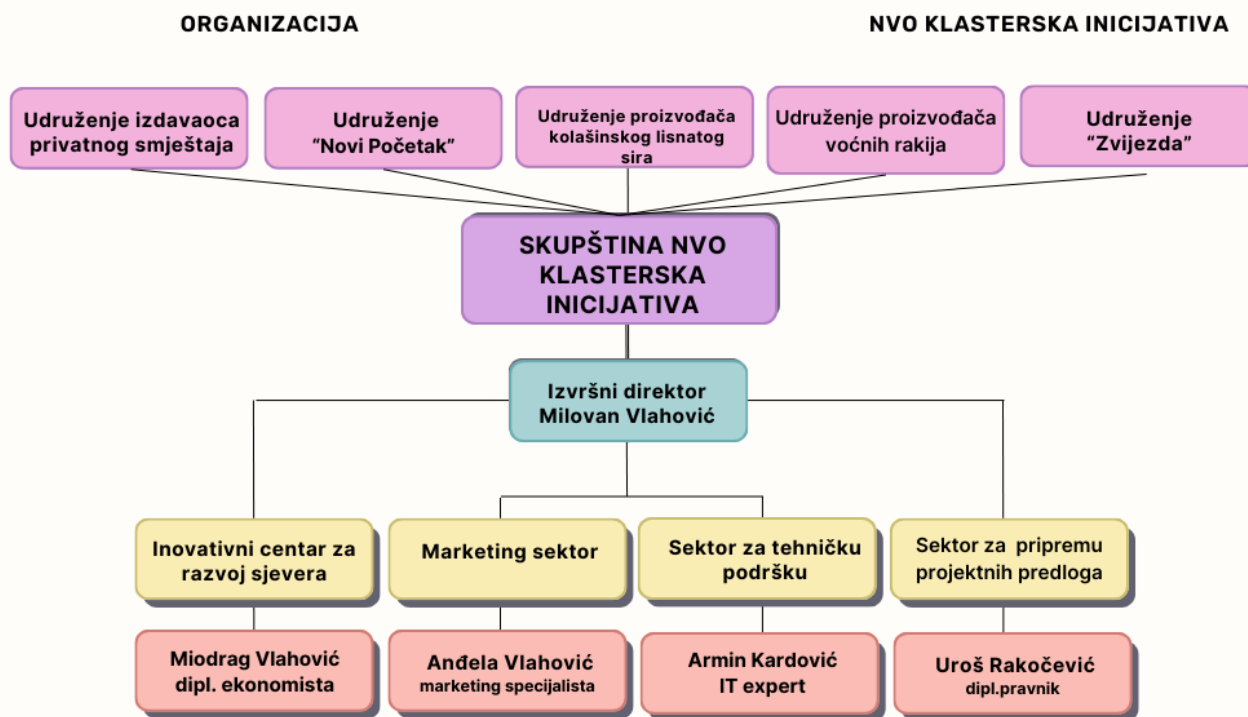 ORGANIZACIJA
NVO KLASTERSKA INICIJATIVA
Udruženje izdavaoca
privatnog smještaja
Udruženje
“Novi Početak”
Udruženje proizvođača
kolašinskog lisnatog
sira
Udruženje proizvođača
voćnih rakija
Udruženje
“Zvijezda”
SKUPŠTINA NVO
KLASTERSKA
INICIJATIVA
Izvršni direktor
Milovan Vlahović
Inovativni centar za
razvoj sjevera
Marketing sektor
Sektor za tehničku
podršku
Sektor za pripremu
projektnih predloga
Miodrag Vlahović
dipl. ekonomista
Anđela Vlahović
marketing specijalista
Armin Kardović
IT expert
Uroš Rakočević
dipl.pravnik